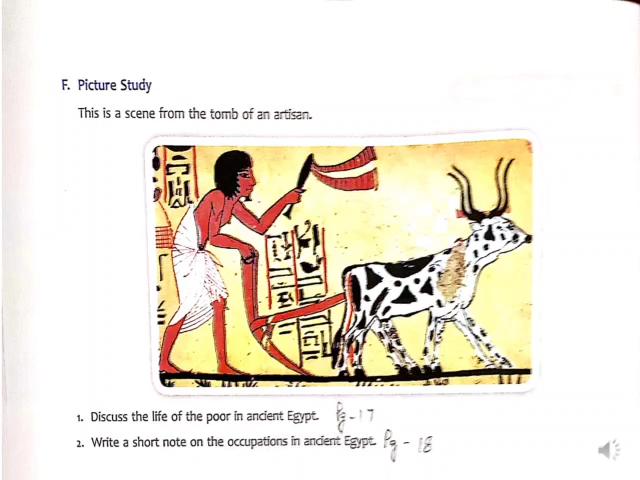 F. Picture Study
This is a scene from the tomb of an artisan.
1. Discuss the life of the poor in ancient Egypt. Pg - 17
2. Write a short note on the occupations in ancient Egypt. Pg - 18